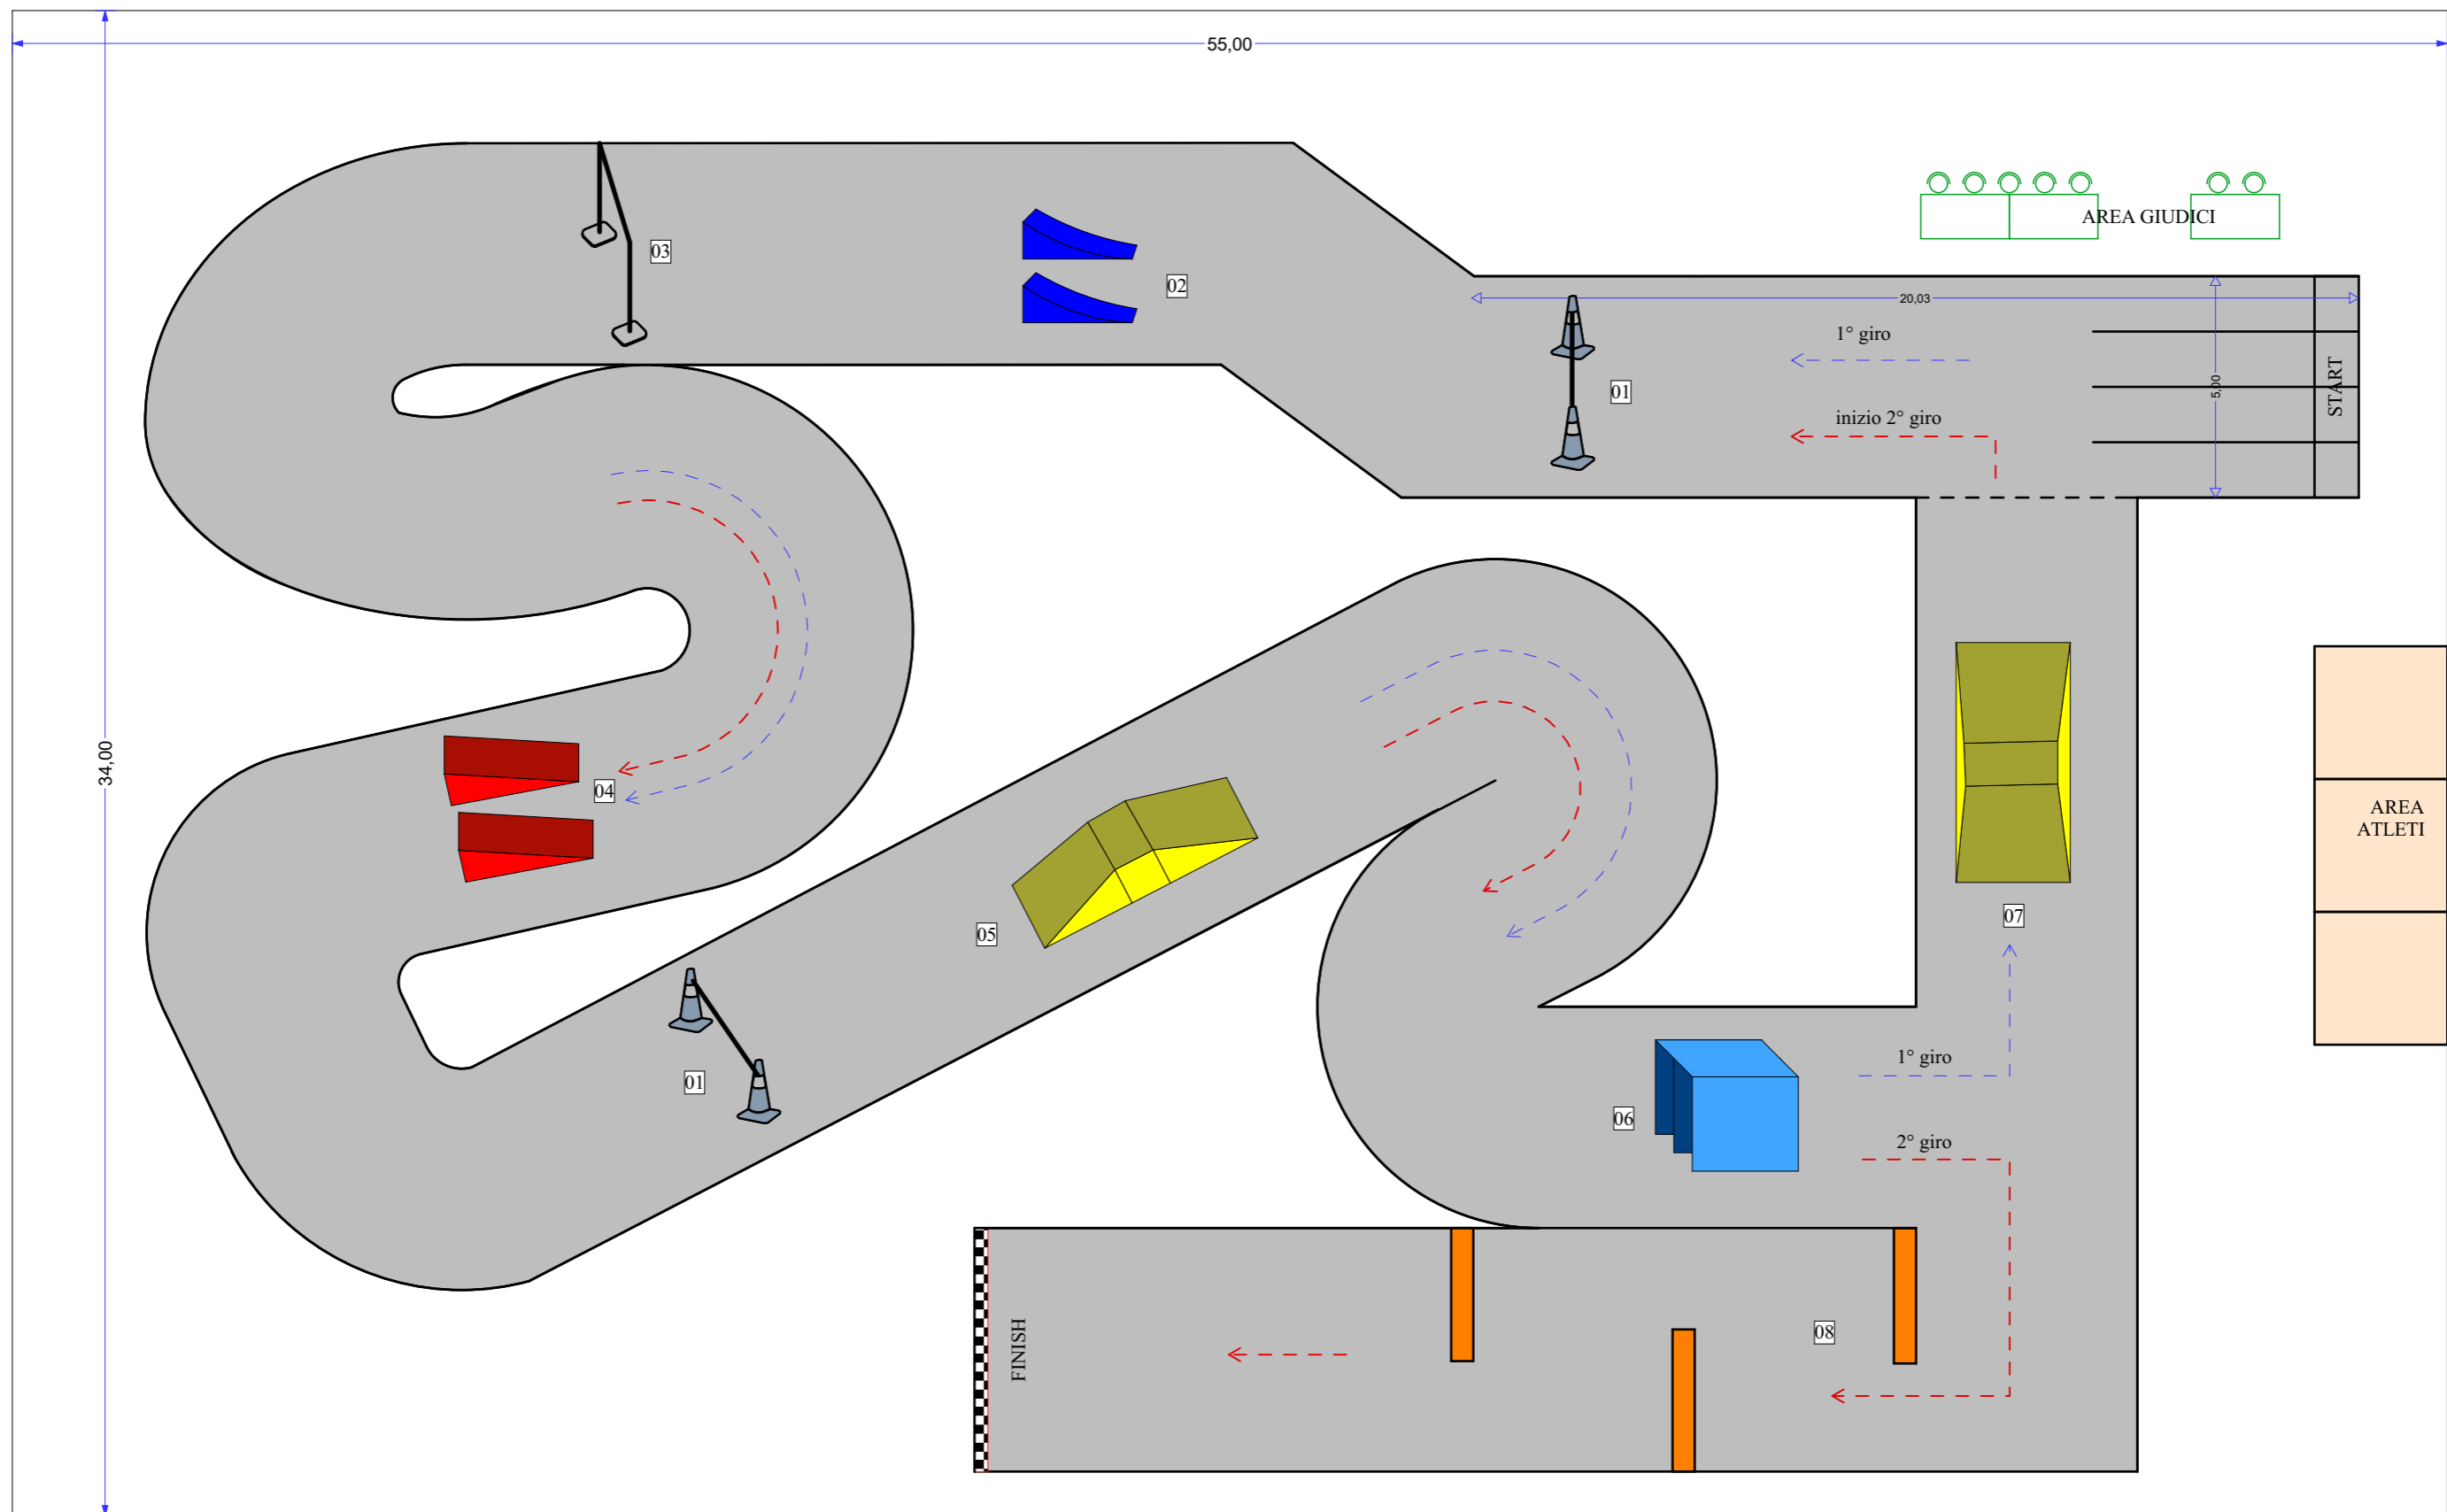 55,00
AREA GIUDICI
03
02
20,03
1° giro
5,00
START
01
inizio 2° giro
34,00
04
AREA
ATLETI
05
07
1° giro
01
06
2° giro
08
FINISH